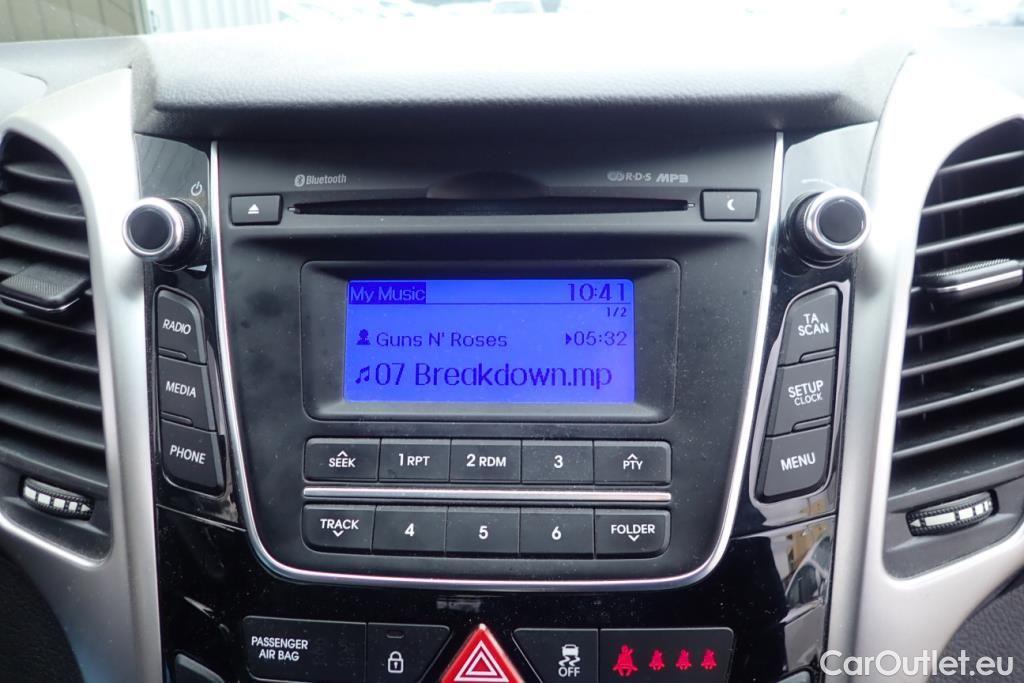 Bluetooth
R·D·S MP3
My Music 10:41
1/2
Guns N' Roses 05:32
07 Breakdown.mp
RADIO
MEDIA
PHONE
TA
SCAN
SETUP
CLOCK
MENU
SEEK 1 RPT 2 RDM 3 PTY
TRACK 4 5 6 FOLDER
PASSENGER
AIR BAG
OFF
CarOutlet.eu